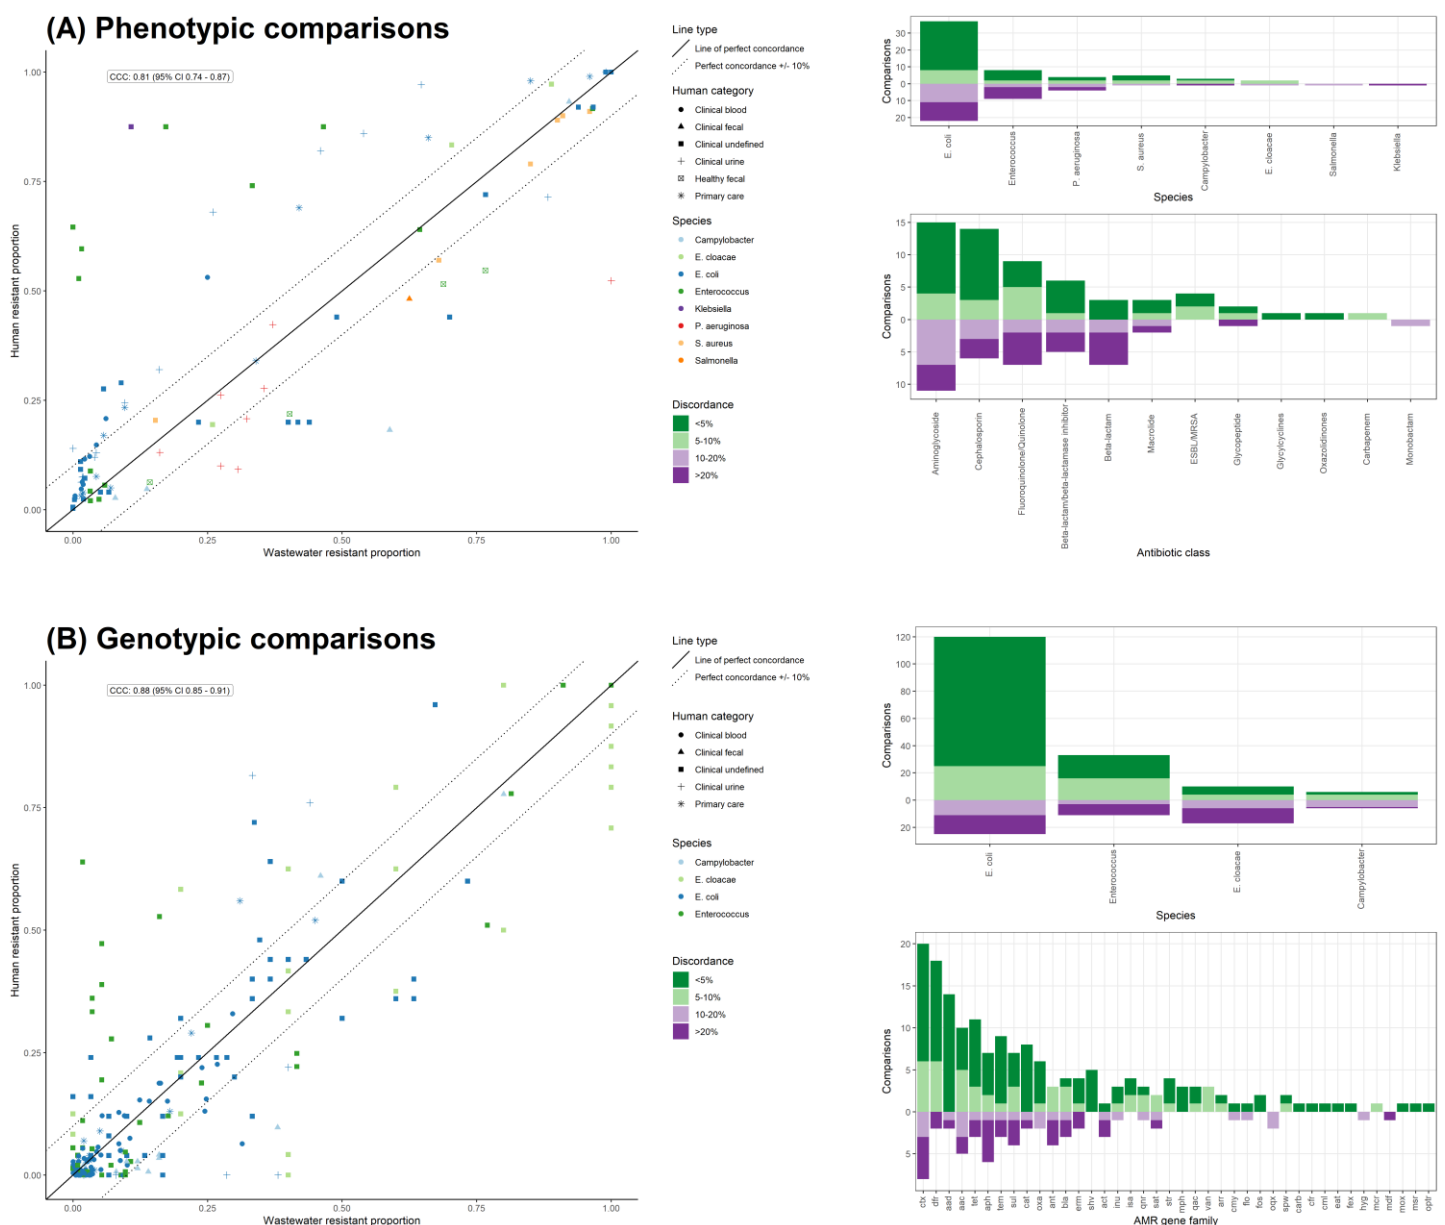 (A) Phenotypic comparisons
CCC: 0.81 (95% CI 0.74 - 0.87)
1.00
0.75
0.50
0.25
0.00
Human resistant proportion
0.00
0.25
0.50
0.75
1.00
Wastewater resistant proportion
Line type
Line of perfect concordance
Perfect concordance +/- 10%
Human category
Clinical blood
Clinical fecal
Clinical undefined
Clinical urine
Healthy fecal
Primary care
Species
Campylobacter
E. cloacae
E. coli
Enterococcus
Klebsiella
P. aeruginosa
S. aureus
Salmonella
Discordance
<5%
5-10%
10-20%
>20%
Comparisons
30
20
10
0
10
20
E. coli
Enterococcus
P. aeruginosa
S. aureus
Campylobacter
E. cloacae
Salmonella
Klebsiella
Species
Comparisons
15
10
5
0
5
10
Aminoglycoside
Cephalosporin
Fluoroquinolone/Quinolone
Beta-lactam/beta-lactamase inhibitor
Beta-lactam
Macrolide
ESBL/MRSA
Glycopeptide
Glycylcyclines
Oxazolidinones
Carbapenem
Monobactam
Antibiotic class
(B) Genotypic comparisons
CCC: 0.88 (95% CI 0.85 - 0.91)
1.00
0.75
0.50
0.25
0.00
Human resistant proportion
0.00
0.25
0.50
0.75
1.00
Wastewater resistant proportion
Line type
Line of perfect concordance
Perfect concordance +/- 10%
Human category
Clinical blood
Clinical fecal
Clinical undefined
Clinical urine
Primary care
Species
Campylobacter
E. cloacae
E. coli
Enterococcus
Discordance
<5%
5-10%
10-20%
>20%
Comparisons
120
100
80
60
40
20
0
20
E. coli
Enterococcus
E. cloacae
Campylobacter
Species
Comparisons
20
15
10
5
0
5
ctx
dfr
aad
aac
tet
aph
tem
sul
cat
oxa
ant
bla
erm
shv
act
inu
isa
qnr
sat
str
mph
qac
van
arr
cmy
flo
fos
oqx
spw
carb
cfr
cml
eat
fex
hyg
mcr
mdf
mox
msr
optr
AMR gene family